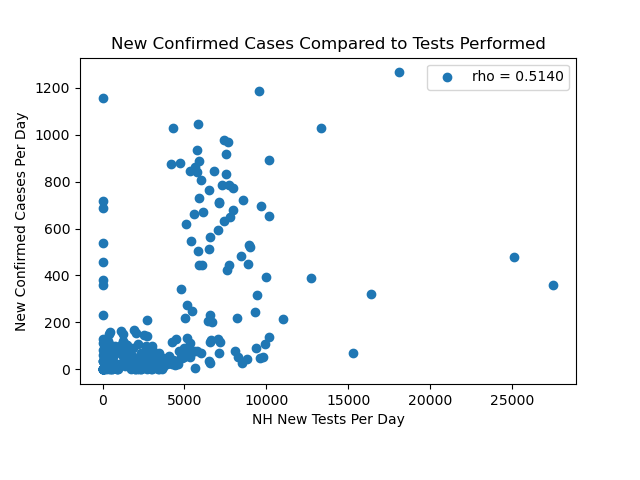 New Confirmed Cases Compared to Tests Performed
rho = 0.5140
1200
1000
800
600
400
200
0
New Confirmed Caeses Per Day
0 5000 10000 15000 20000 25000
NH New Tests Per Day